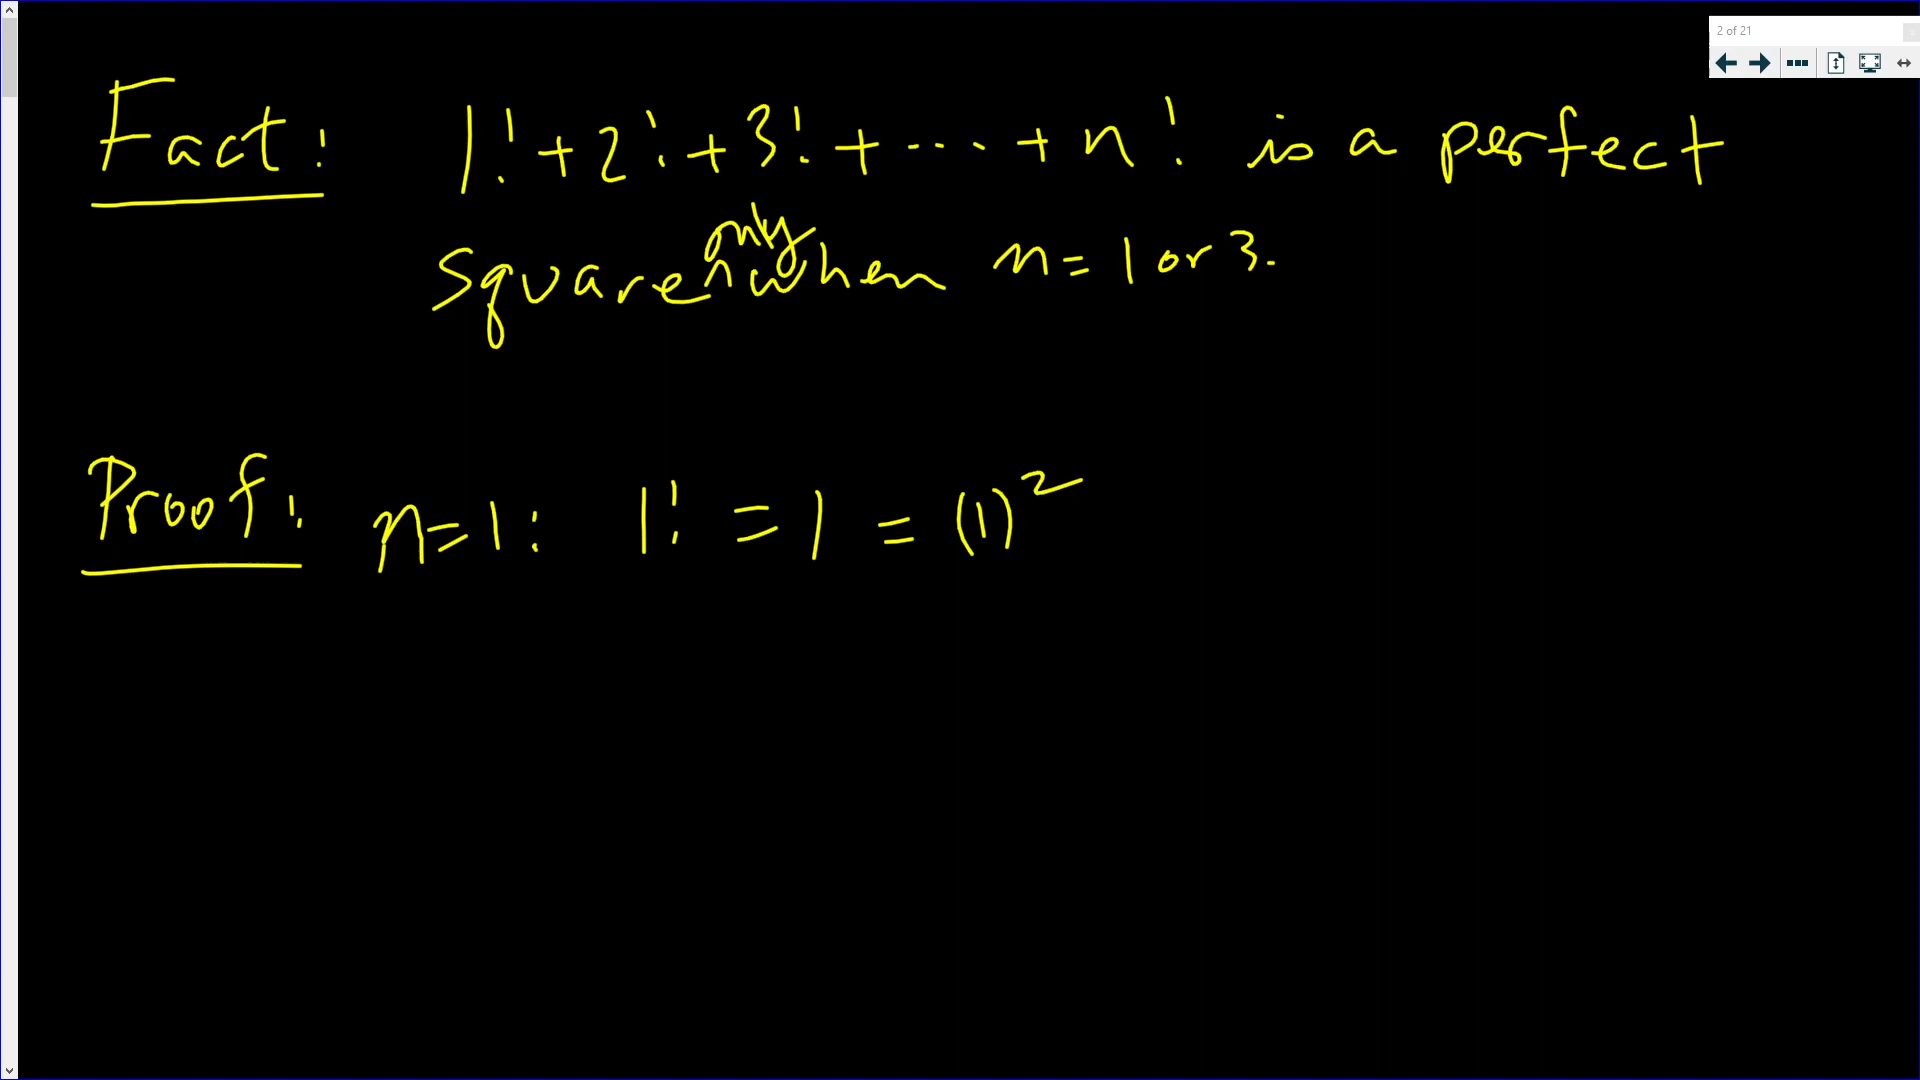 2 of 21
Fact: 1! + 2! + 3! + ... + n! is a perfect
square only when n = 1 or 3.
Proof: n = 1: 1! = 1 = (1)²